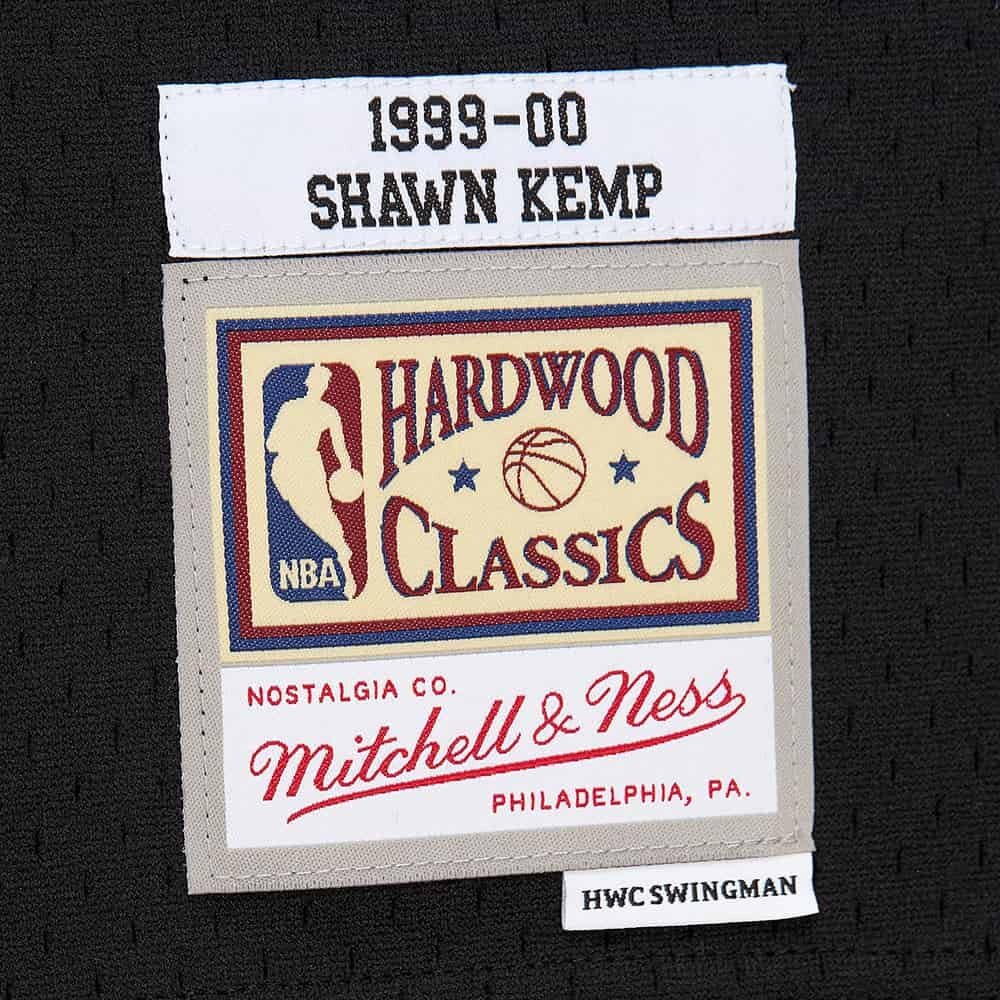 1999-00
SHAWN KEMP
HARDWOOD
CLASSICS
NBA
NOSTALGIA CO.
Mitchell & Ness
PHILADELPHIA, PA.
HWC SWINGMAN